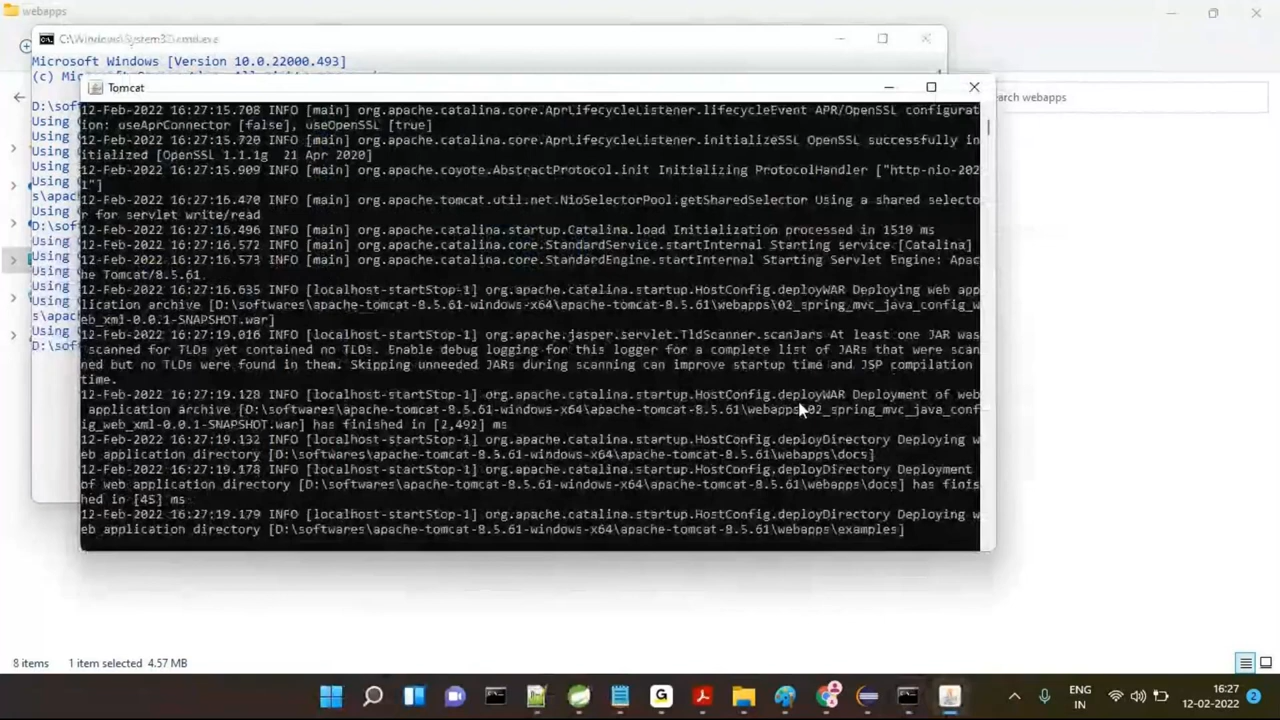 webapps
C:\Windows\System32\cmd.exe
Microsoft Windows [Version 10.0.22000.493]
(c) Mic
Tomcat
arch webapps
D:\sof
Using
Using
Using
Using
Using
s\apac
Using
D:\sof
Using
Using
Using
Using
Using
s\apac
Using
D:\sof
12-Feb-2022 16:27:15.708 INFO [main] org.apache.catalina.core.AprLifecycleListener.lifecycleEvent APR/OpenSSL configurat
ion: useAprConnector [false], useOpenSSL [true]
12-Feb-2022 16:27:15.720 INFO [main] org.apache.catalina.core.AprLifecycleListener.initializeSSL OpenSSL successfully in
itialized [OpenSSL 1.1.1g 21 Apr 2020]
12-Feb-2022 16:27:15.909 INFO [main] org.apache.coyote.AbstractProtocol.init Initializing ProtocolHandler ["http-nio-202
1"]
12-Feb-2022 16:27:16.470 INFO [main] org.apache.tomcat.util.net.NioSelectorPool.getSharedSelector Using a shared selecto
r for servlet write/read
12-Feb-2022 16:27:16.496 INFO [main] org.apache.catalina.startup.Catalina.load Initialization processed in 1510 ms
12-Feb-2022 16:27:16.572 INFO [main] org.apache.catalina.core.StandardService.startInternal Starting service [Catalina]
12-Feb-2022 16:27:16.573 INFO [main] org.apache.catalina.core.StandardEngine.startInternal Starting Servlet Engine: Apac
he Tomcat/8.5.61
12-Feb-2022 16:27:16.635 INFO [localhost-startStop-1] org.apache.catalina.startup.HostConfig.deployWAR Deploying web app
lication archive [D:\softwares\apache-tomcat-8.5.61-windows-x64\apache-tomcat-8.5.61\webapps\02_spring_mvc_java_config_w
eb_xml-0.0.1-SNAPSHOT.war]
12-Feb-2022 16:27:19.016 INFO [localhost-startStop-1] org.apache.jasper.servlet.TldScanner.scanJars At least one JAR was
scanned for TLDs yet contained no TLDs. Enable debug logging for this logger for a complete list of JARs that were scan
ned but no TLDs were found in them. Skipping unneeded JARs during scanning can improve startup time and JSP compilation
time.
12-Feb-2022 16:27:19.128 INFO [localhost-startStop-1] org.apache.catalina.startup.HostConfig.deployWAR Deployment of web
application archive [D:\softwares\apache-tomcat-8.5.61-windows-x64\apache-tomcat-8.5.61\webapps\02_spring_mvc_java_conf
ig_web_xml-0.0.1-SNAPSHOT.war] has finished in [2,492] ms
12-Feb-2022 16:27:19.132 INFO [localhost-startStop-1] org.apache.catalina.startup.HostConfig.deployDirectory Deploying w
eb application directory [D:\softwares\apache-tomcat-8.5.61-windows-x64\apache-tomcat-8.5.61\webapps\docs]
12-Feb-2022 16:27:19.178 INFO [localhost-startStop-1] org.apache.catalina.startup.HostConfig.deployDirectory Deployment
of web application directory [D:\softwares\apache-tomcat-8.5.61-windows-x64\apache-tomcat-8.5.61\webapps\docs] has finis
hed in [45] ms
12-Feb-2022 16:27:19.179 INFO [localhost-startStop-1] org.apache.catalina.startup.HostConfig.deployDirectory Deploying w
eb application directory [D:\softwares\apache-tomcat-8.5.61-windows-x64\apache-tomcat-8.5.61\webapps\examples]
8 items 1 item selected 4.57 MB
ENG
IN
16:27
12-02-2022
2